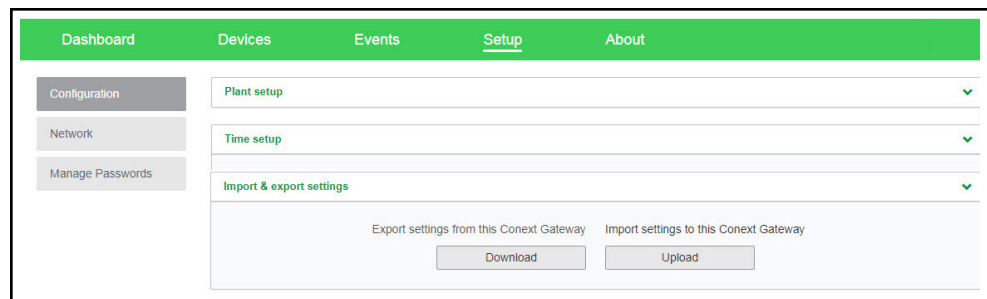 Dashboard Devices Events Setup About
Configuration
Network
Manage Passwords
Plant setup
Time setup
Import & export settings
Export settings from this Conext Gateway Import settings to this Conext Gateway
Download Upload